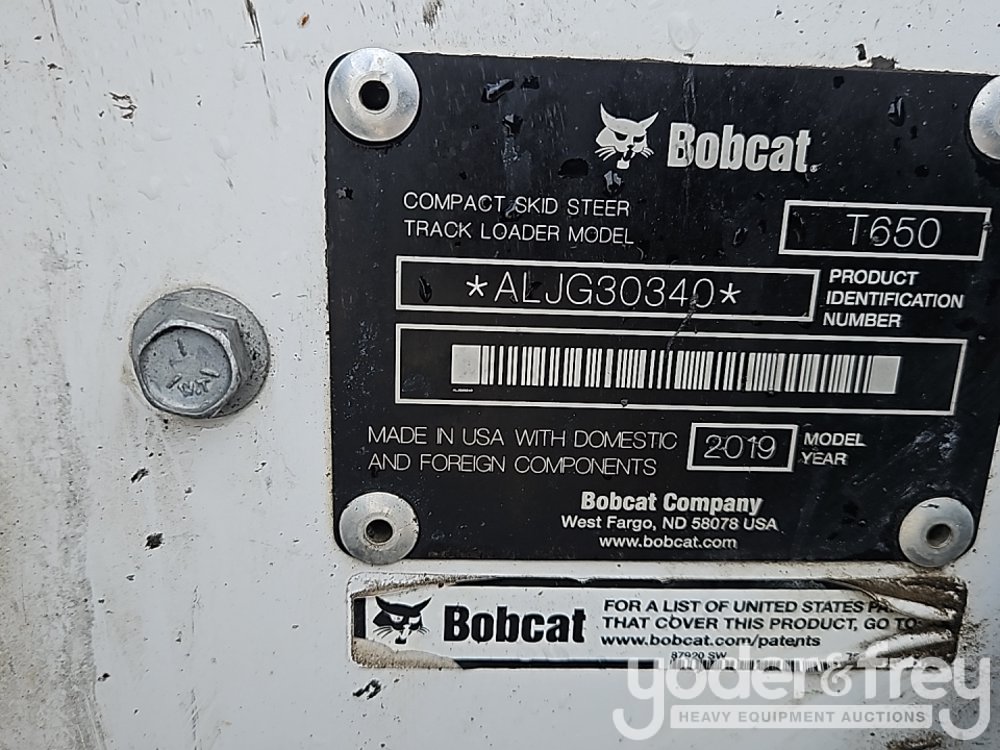 Bobcat.
COMPACT SKID STEER
TRACK LOADER MODEL
T650
*ALJG30340*
PRODUCT
IDENTIFICATION
NUMBER
MADE IN USA WITH DOMESTIC
AND FOREIGN COMPONENTS
2019
MODEL
YEAR
Bobcat Company
West Fargo, ND 58078 USA
www.bobcat.com
Bobcat
FOR A LIST OF UNITED STATES
THAT COVER THIS PRODUCT, GO TO
www.bobcat.com/patents
yoder&frey
HEAVY EQUIPMENT AUCTIONS